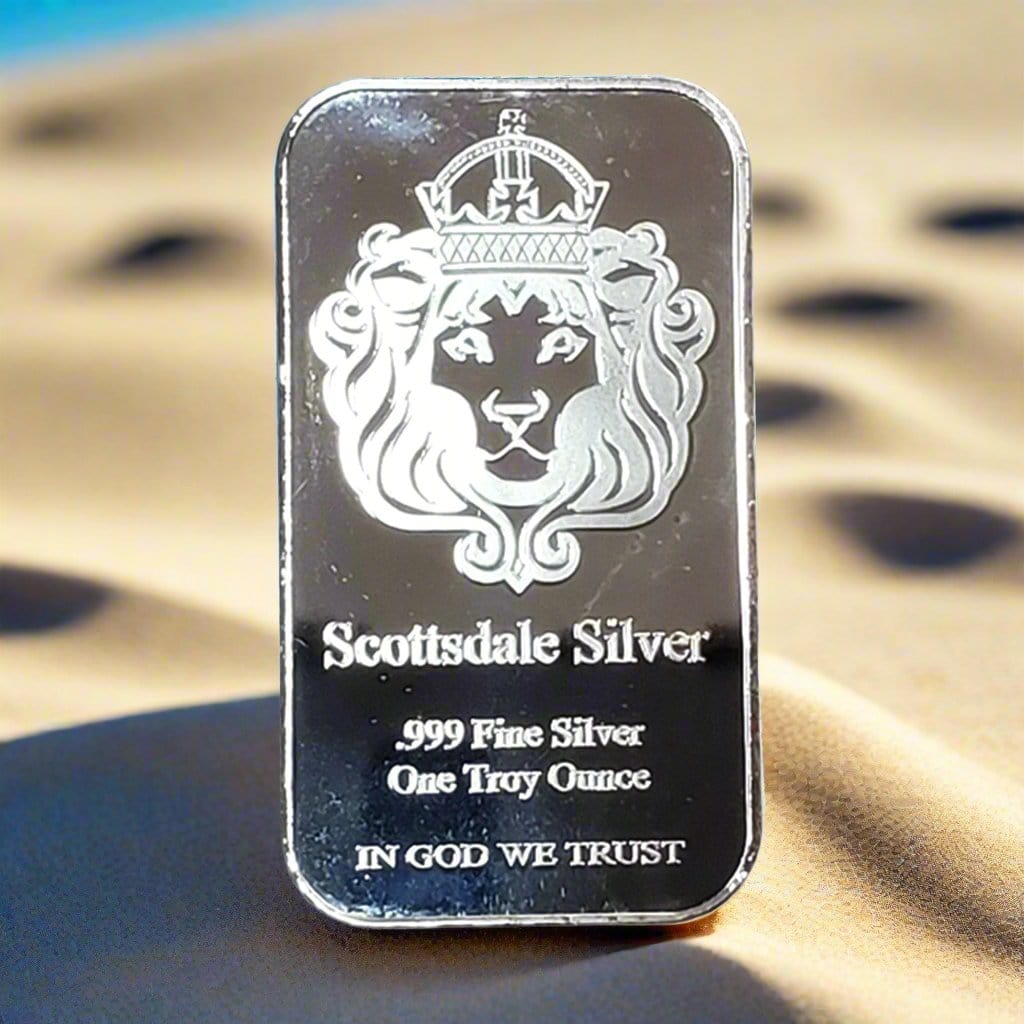 Scottsdale Silver
.999 Fine Silver
One Troy Ounce
IN GOD WE TRUST